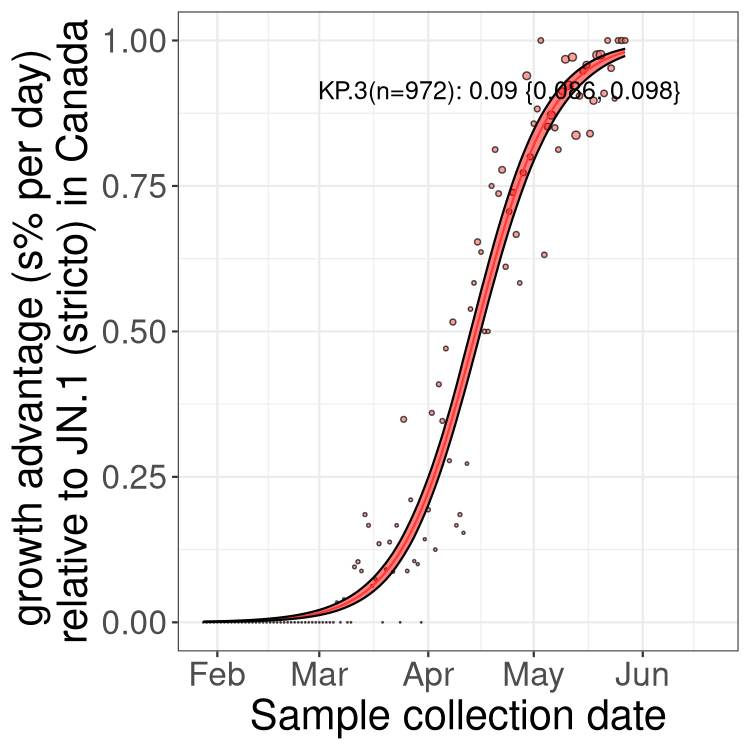 growth advantage (s% per day)
relative to JN.1 (stricto) in Canada
1.00
0.75
0.50
0.25
0.00
KP.3(n=972): 0.09 {0.086, 0.098}
Feb Mar Apr May Jun
Sample collection date